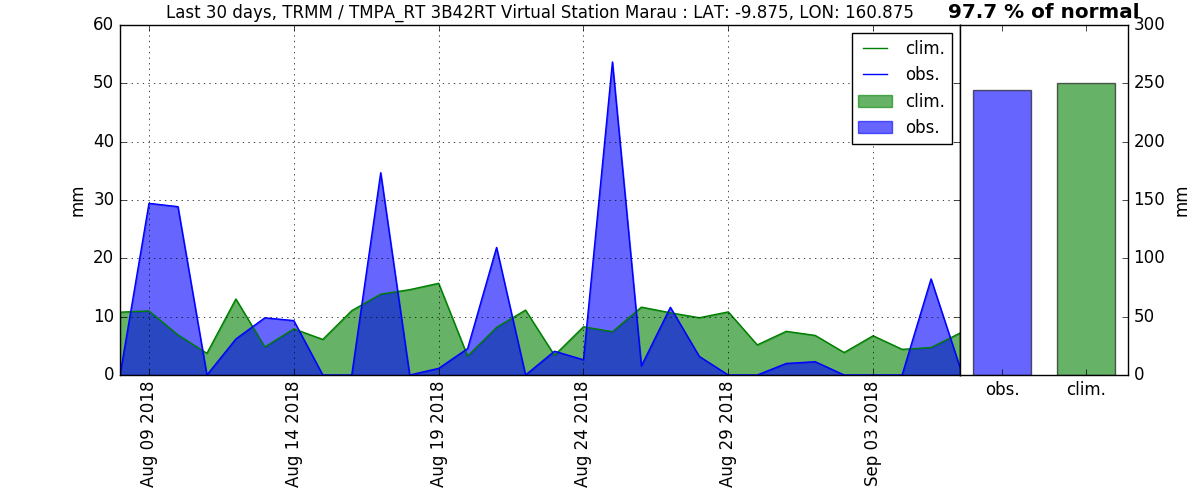 Last 30 days, TRMM / TMPA_RT 3B42RT Virtual Station Marau : LAT: -9.875, LON: 160.875
97.7 % of normal
60
50
40
30
20
10
0
mm
clim.
obs.
clim.
obs.
300
250
200
150
100
50
0
mm
Aug 09 2018
Aug 14 2018
Aug 19 2018
Aug 24 2018
Aug 29 2018
Sep 03 2018
obs.
clim.